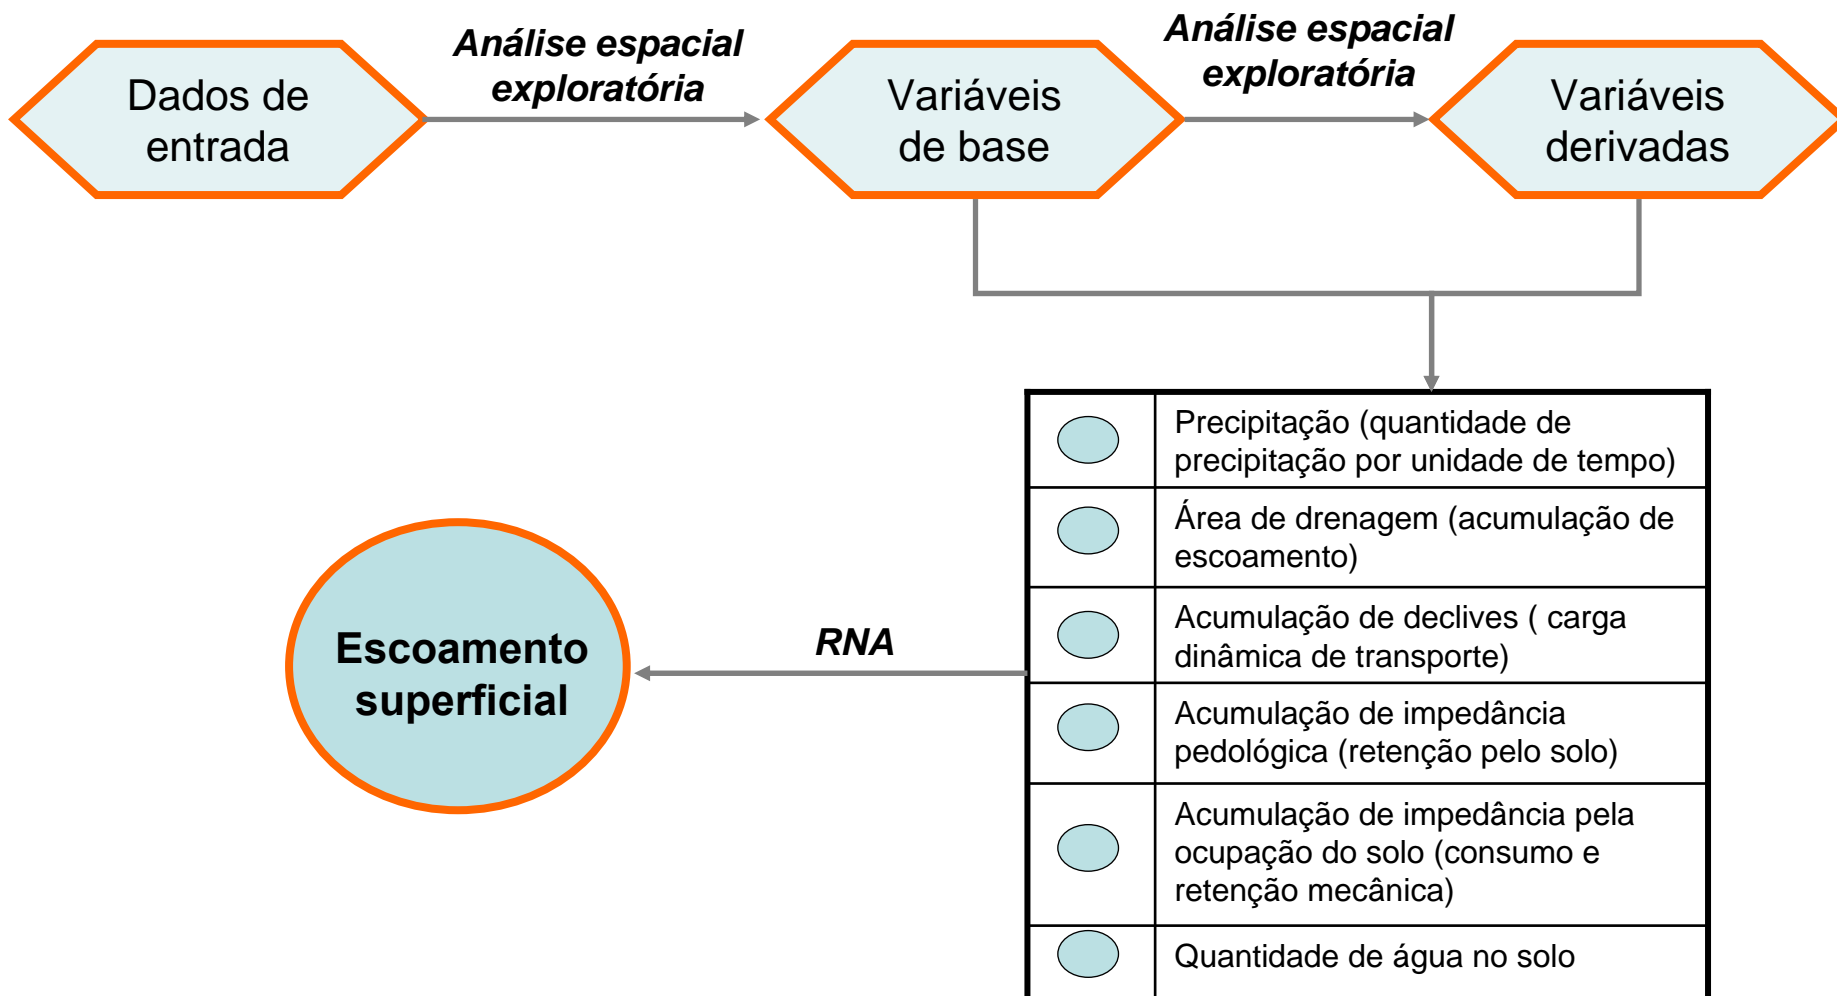 Análise espacial
exploratória
Análise espacial
exploratória
Dados de
entrada
Variáveis
de base
Variáveis
derivadas
Precipitação (quantidade de
precipitação por unidade de tempo)
Área de drenagem (acumulação de
escoamento)
Acumulação de declives ( carga
dinâmica de transporte)
Acumulação de impedância
pedológica (retenção pelo solo)
Acumulação de impedância pela
ocupação do solo (consumo e
retenção mecânica)
Quantidade de água no solo
RNA
Escoamento
superficial